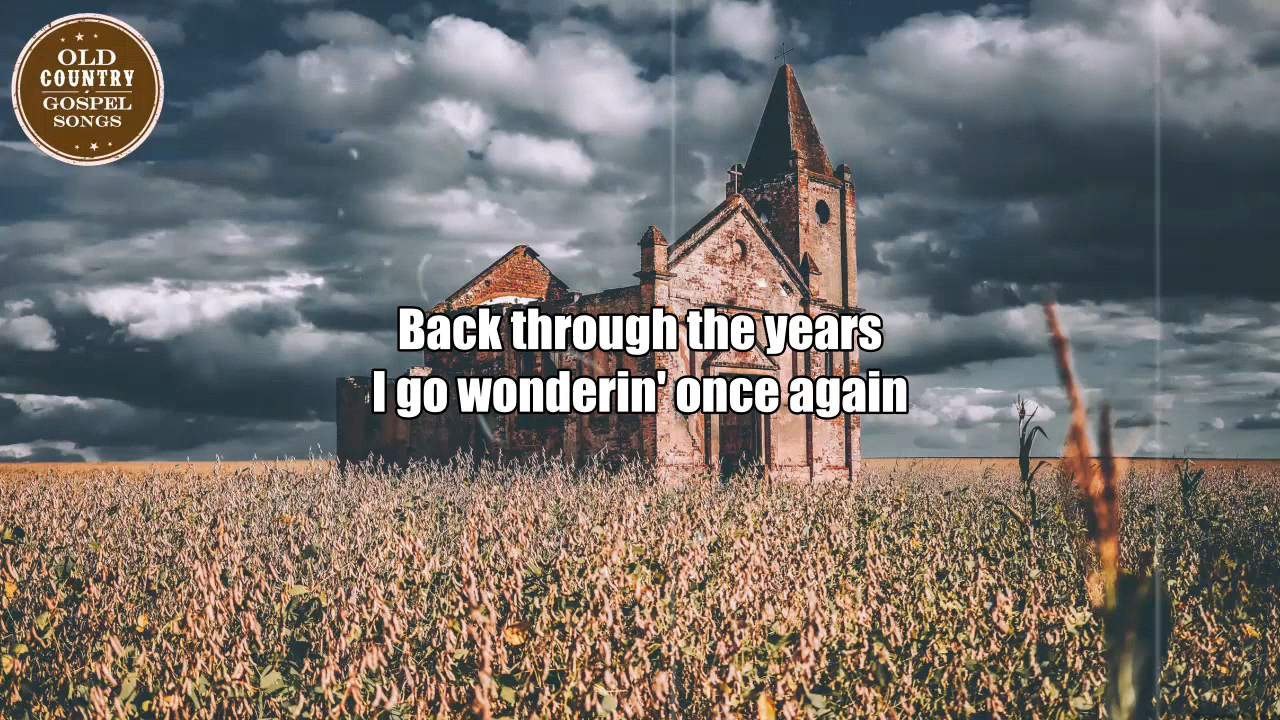 OLD
COUNTRY
GOSPEL
SONGS
Back through the years
I go wonderin' once again